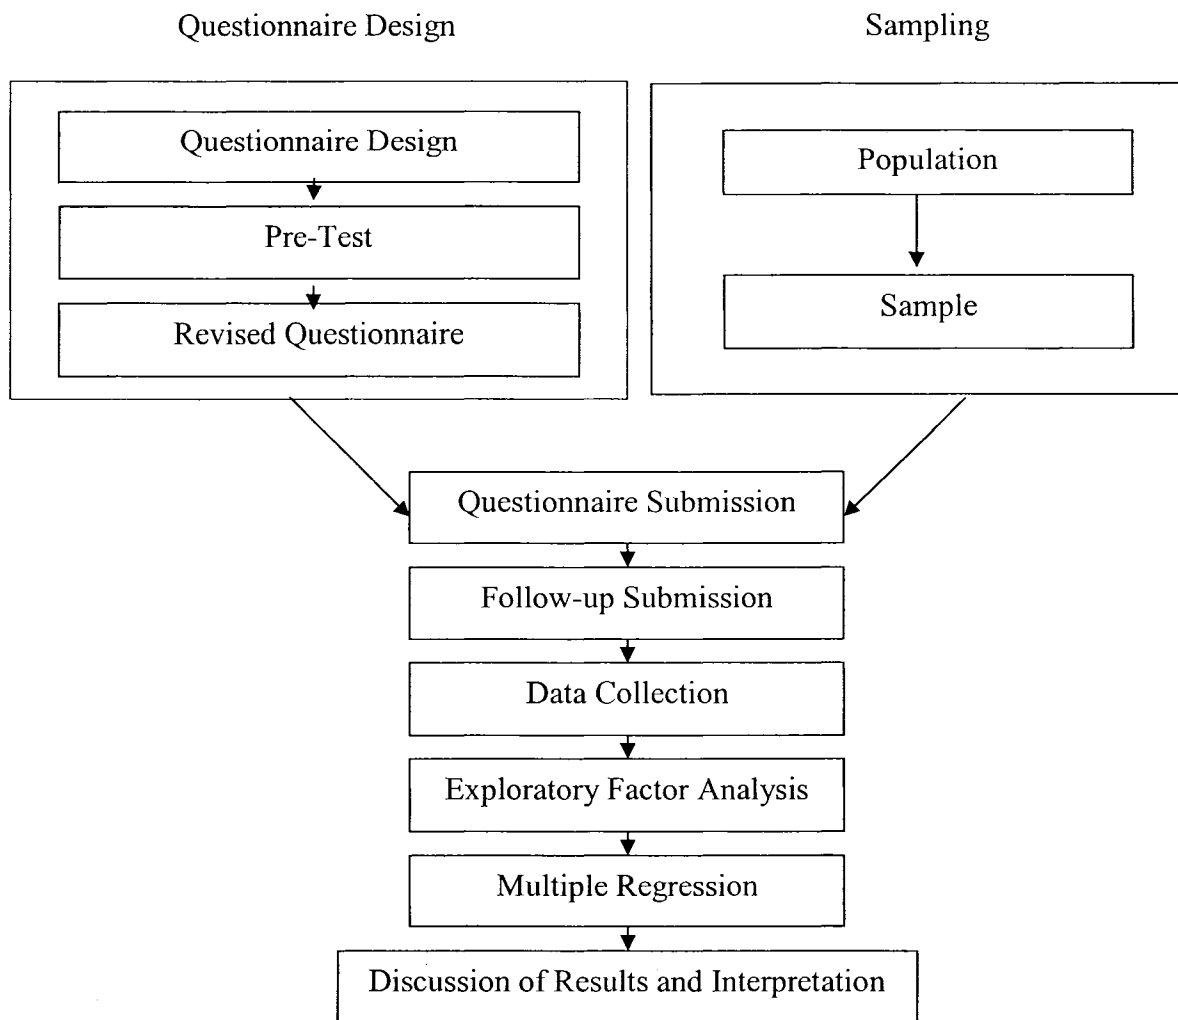 Questionnaire Design
Sampling
Questionnaire Design
Pre-Test
Revised Questionnaire
Population
Sample
Questionnaire Submission
Follow-up Submission
Data Collection
Exploratory Factor Analysis
Multiple Regression
Discussion of Results and Interpretation